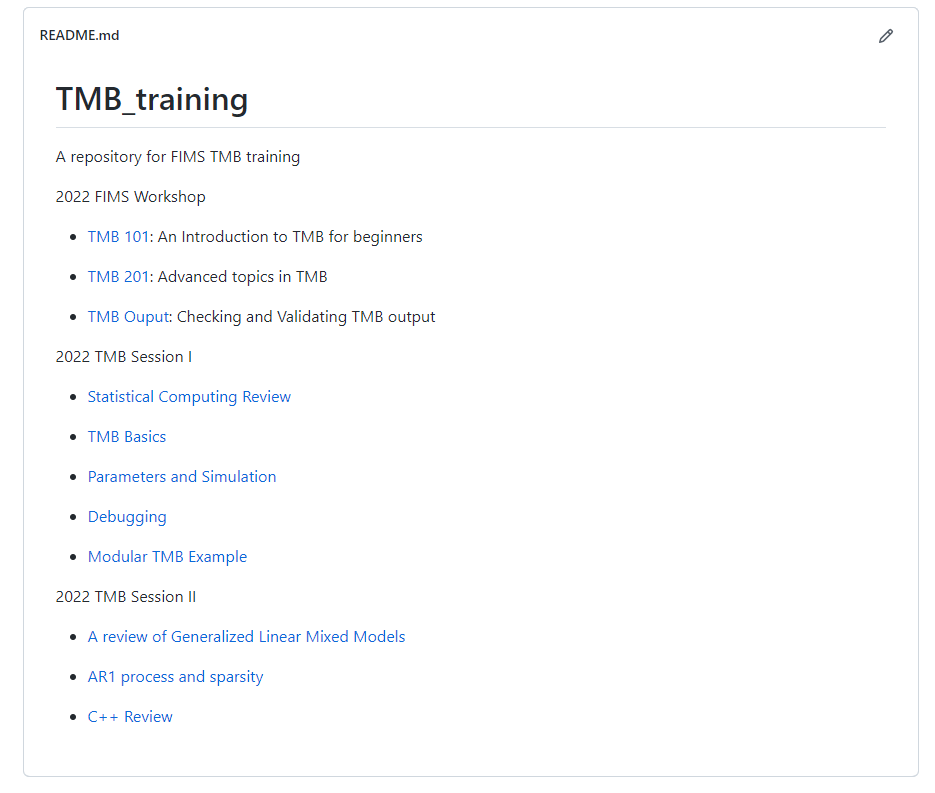 README.md
TMB_training
A repository for FIMS TMB training
2022 FIMS Workshop
TMB 101: An Introduction to TMB for beginners
TMB 201: Advanced topics in TMB
TMB Ouput: Checking and Validating TMB output
2022 TMB Session I
Statistical Computing Review
TMB Basics
Parameters and Simulation
Debugging
Modular TMB Example
2022 TMB Session II
A review of Generalized Linear Mixed Models
AR1 process and sparsity
C++ Review